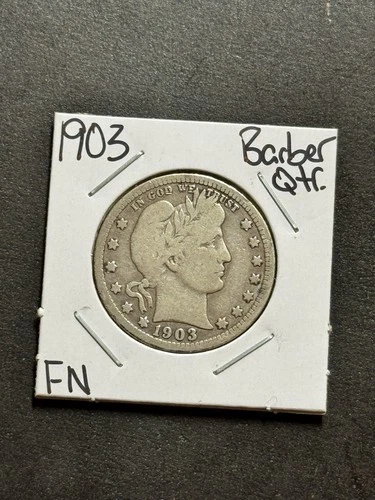 1903
Barber
Qtr.
IN GOD WE TRUST
1903
FN